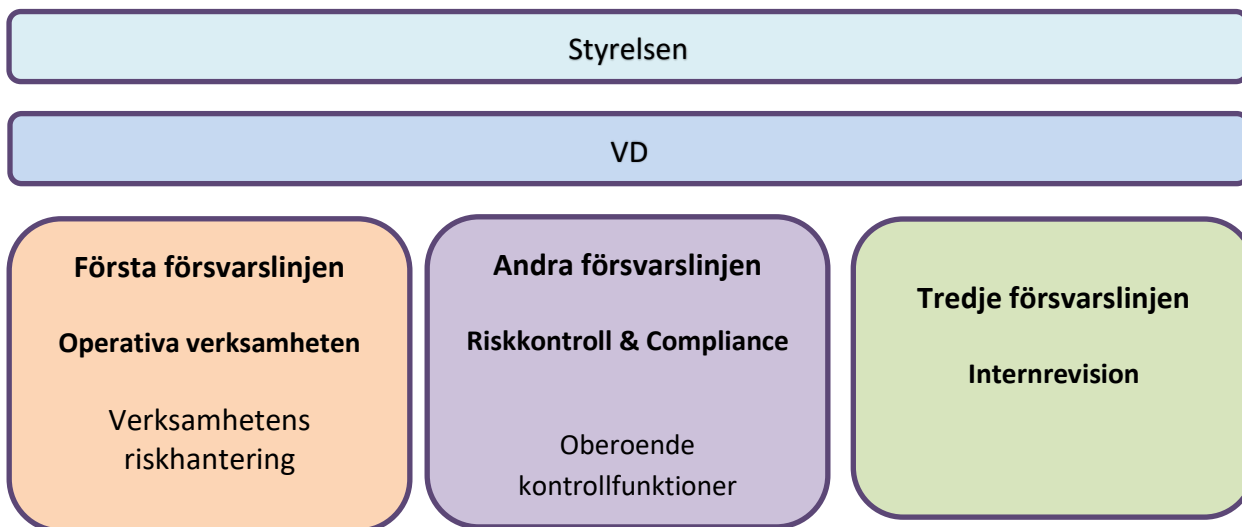 Styrelsen
VD
Första försvarslinjen
Operativa verksamheten
Verksamhetens
riskhantering
Andra försvarslinjen
Riskkontroll & Compliance
Oberoende
kontrollfunktioner
Tredje försvarslinjen
Internrevision